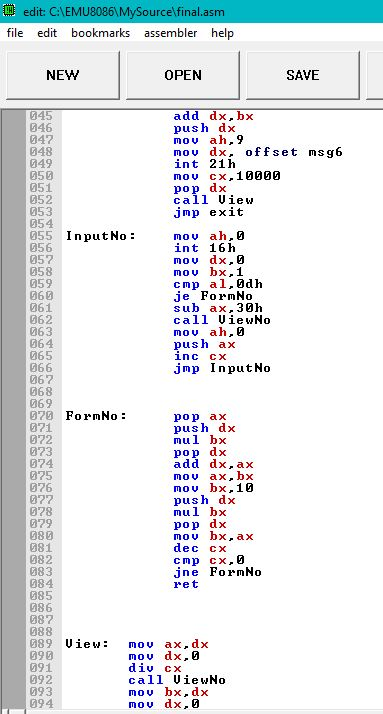 edit: C:\EMU8086\MySource\final.asm
file edit bookmarks assembler help
NEW OPEN SAVE
045 add dx,bx
046 push dx
047 mov ah,9
048 mov dx, offset msg6
049 int 21h
050 mov cx,10000
051 pop dx
052 call View
053 jmp exit
054
055 InputNo: mov ah,0
056 int 16h
057 mov dx,0
058 mov bx,1
059 cmp al,0dh
060 je FormNo
061 sub ax,30h
062 call ViewNo
063 mov ah,0
064 push ax
065 inc cx
066 jmp InputNo
067
068
069
070 FormNo: pop ax
071 push dx
072 mul bx
073 pop dx
074 add dx,ax
075 mov ax,bx
076 mov bx,10
077 push dx
078 mul bx
079 pop dx
080 mov bx,ax
081 dec cx
082 cmp cx,0
083 jne FormNo
084 ret
085
086
087
088
089 View: mov ax,dx
090 mov dx,0
091 div cx
092 call ViewNo
093 mov bx,dx
094 mov dx,0